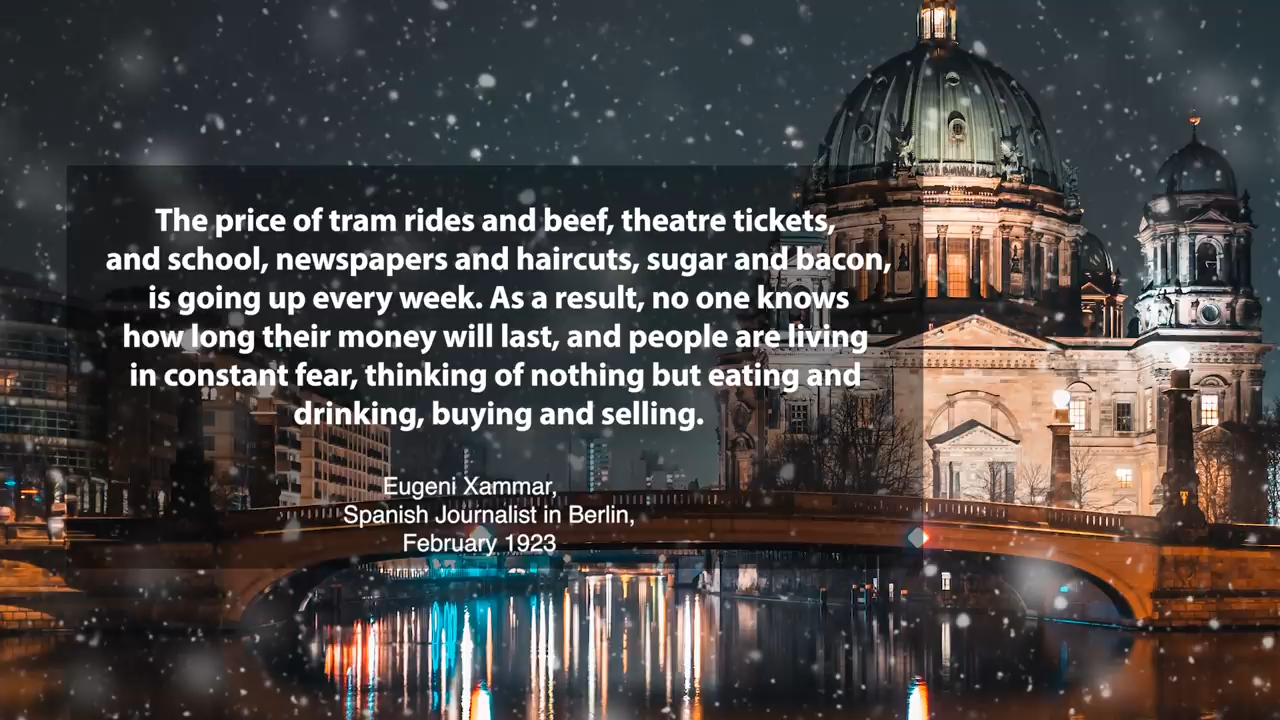 The price of tram rides and beef, theatre tickets,
and school, newspapers and haircuts, sugar and bacon,
is going up every week. As a result, no one knows
how long their money will last, and people are living
in constant fear, thinking of nothing but eating and
drinking, buying and selling.
Eugeni Xammar,
Spanish Journalist in Berlin,
February 1923